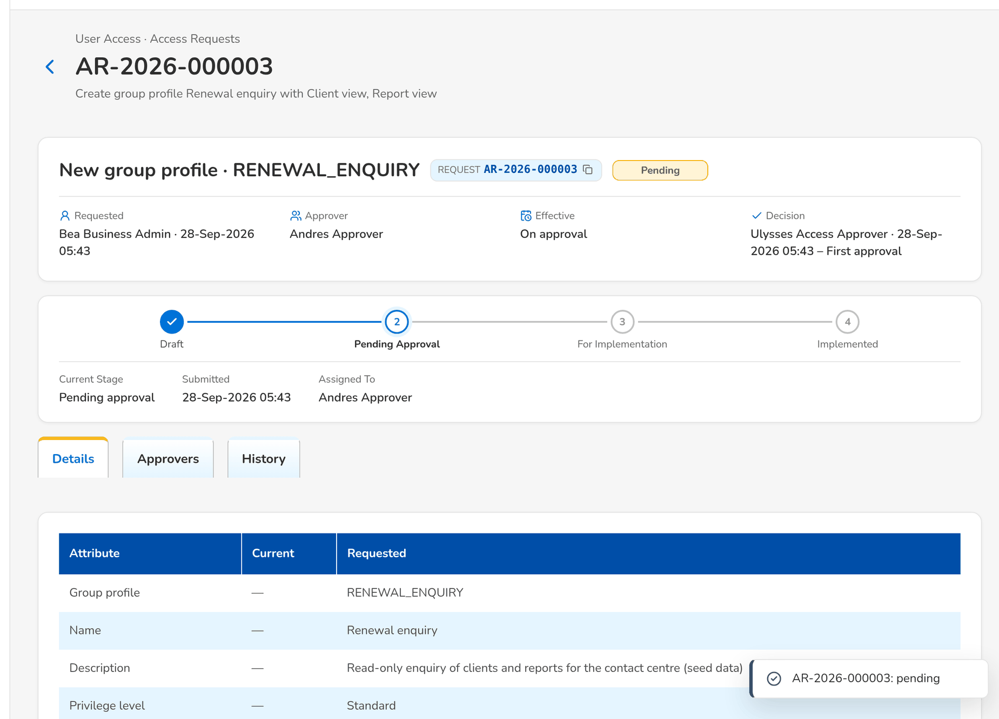 User Access · Access Requests
AR-2026-000003
Create group profile Renewal enquiry with Client view, Report view
New group profile · RENEWAL_ENQUIRY
REQUEST AR-2026-000003
Pending
Requested
Bea Business Admin · 28-Sep-2026
05:43
Approver
Andres Approver
Effective
On approval
Decision
Ulysses Access Approver · 28-Sep-
2026 05:43 – First approval
Draft
2
Pending Approval
3
For Implementation
4
Implemented
Current Stage
Pending approval
Submitted
28-Sep-2026 05:43
Assigned To
Andres Approver
Details
Approvers
History
Attribute Current Requested
Group profile — RENEWAL_ENQUIRY
Name — Renewal enquiry
Description — Read-only enquiry of clients and reports for the contact centre (seed data)
Privilege level — Standard
AR-2026-000003: pending